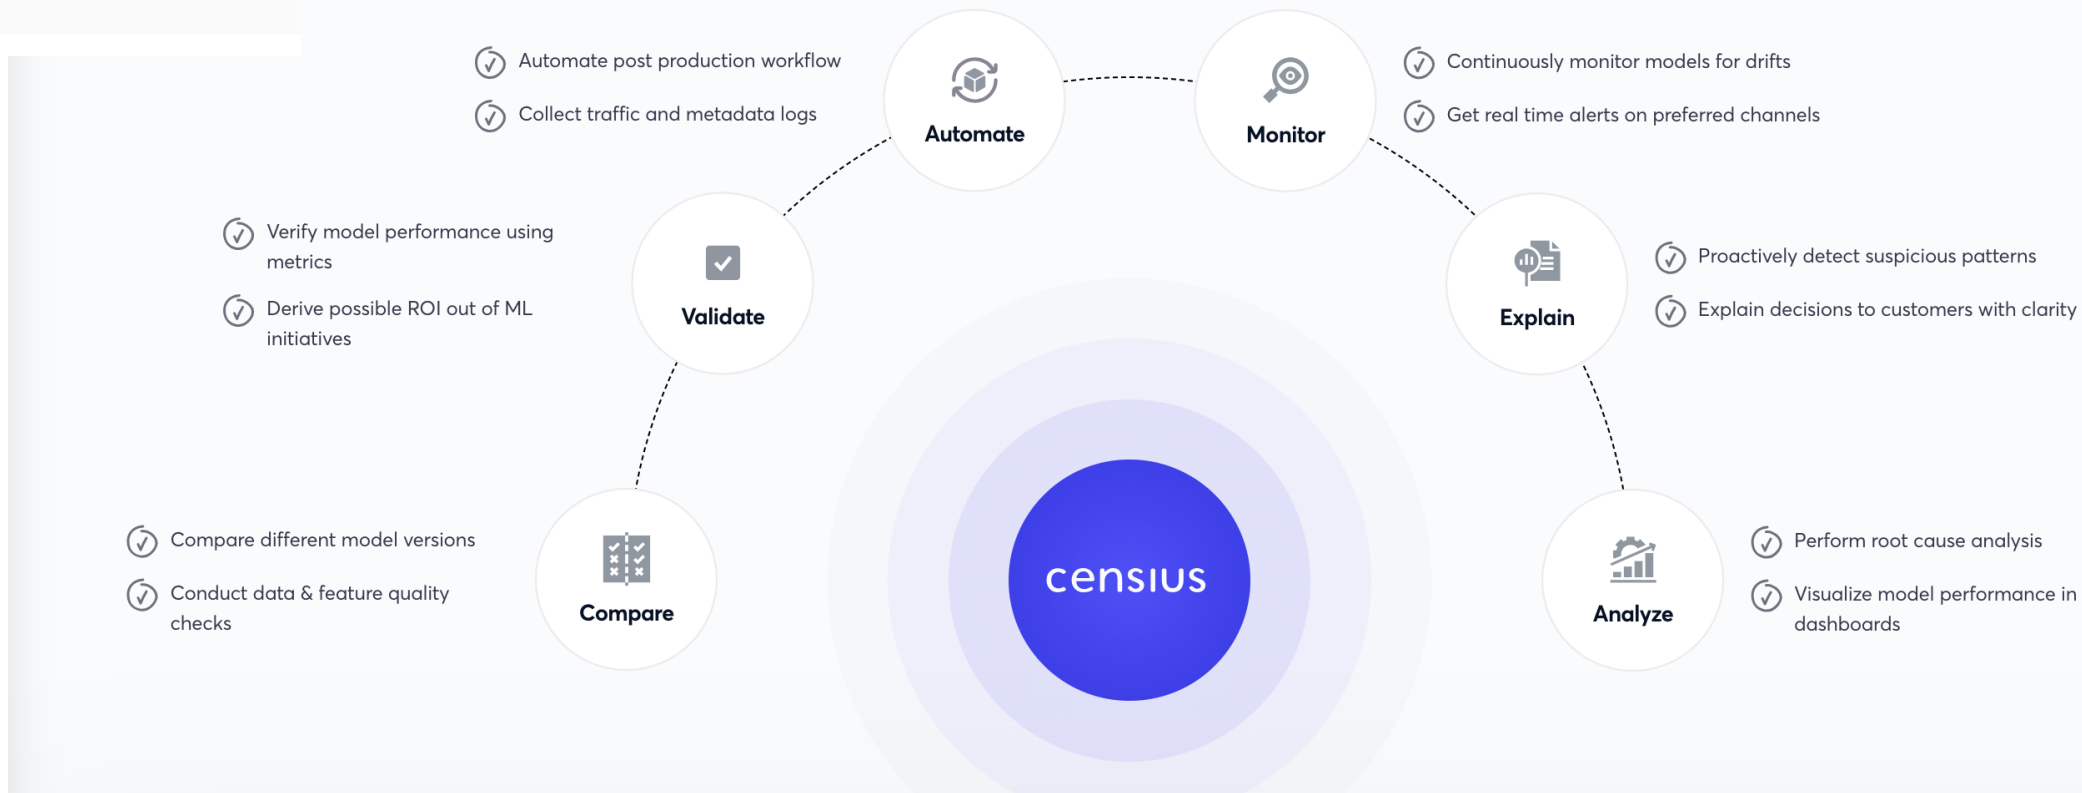 Automate post production workflow
Collect traffic and metadata logs
Automate
Monitor
Continuously monitor models for drifts
Get real time alerts on preferred channels
Verify model performance using
metrics
Derive possible ROI out of ML
initiatives
Validate
Explain
Proactively detect suspicious patterns
Explain decisions to customers with clarity
Compare different model versions
Conduct data & feature quality
checks
Compare
censius
Analyze
Perform root cause analysis
Visualize model performance in
dashboards